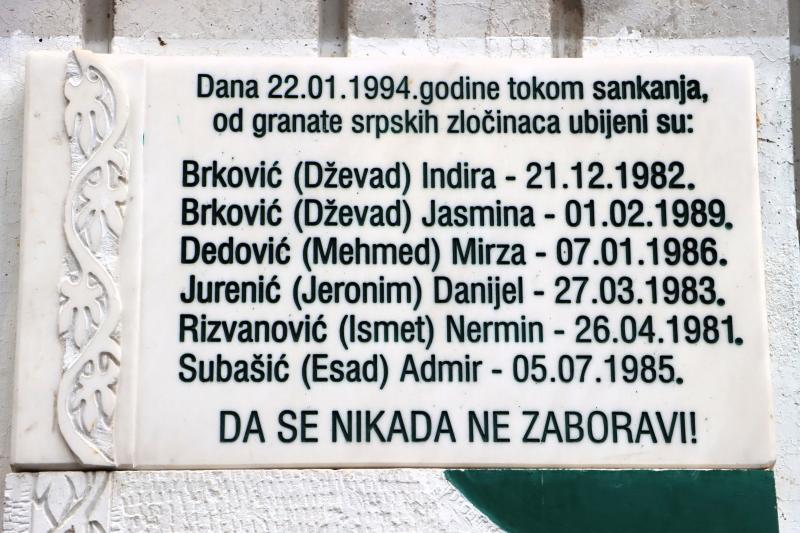 Dana 22.01.1994.godine tokom sankanja,
od granate srpskih zločinaca ubijeni su:
Brković (Dževad) Indira - 21.12.1982.
Brković (Dževad) Jasmina - 01.02.1989.
Dedović (Mehmed) Mirza - 07.01.1986.
Jurenić (Jeronim) Danijel - 27.03.1983.
Rizvanović (Ismet) Nermin - 26.04.1981.
Subašić (Esad) Admir - 05.07.1985.
DA SE NIKADA NE ZABORAVI!